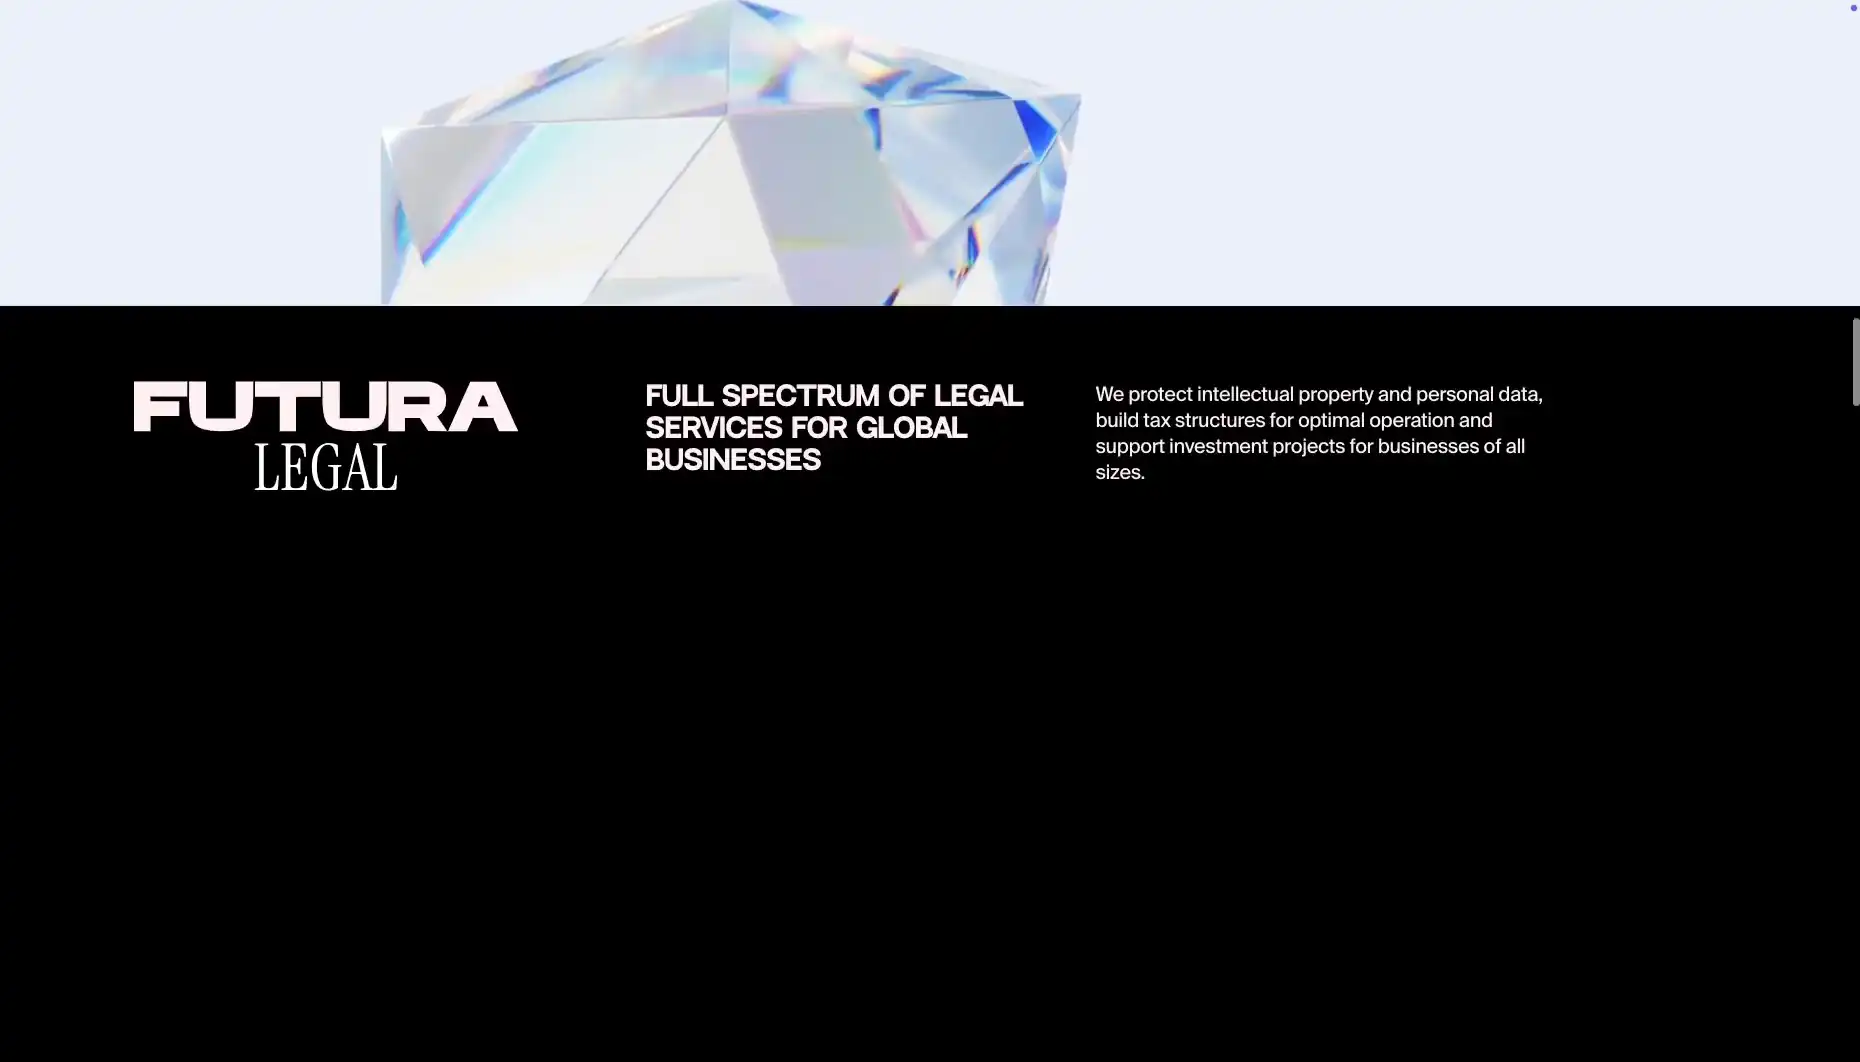 FUTURA
LEGAL
FULL SPECTRUM OF LEGAL
SERVICES FOR GLOBAL
BUSINESSES
We protect intellectual property and personal data,
build tax structures for optimal operation and
support investment projects for businesses of all
sizes.